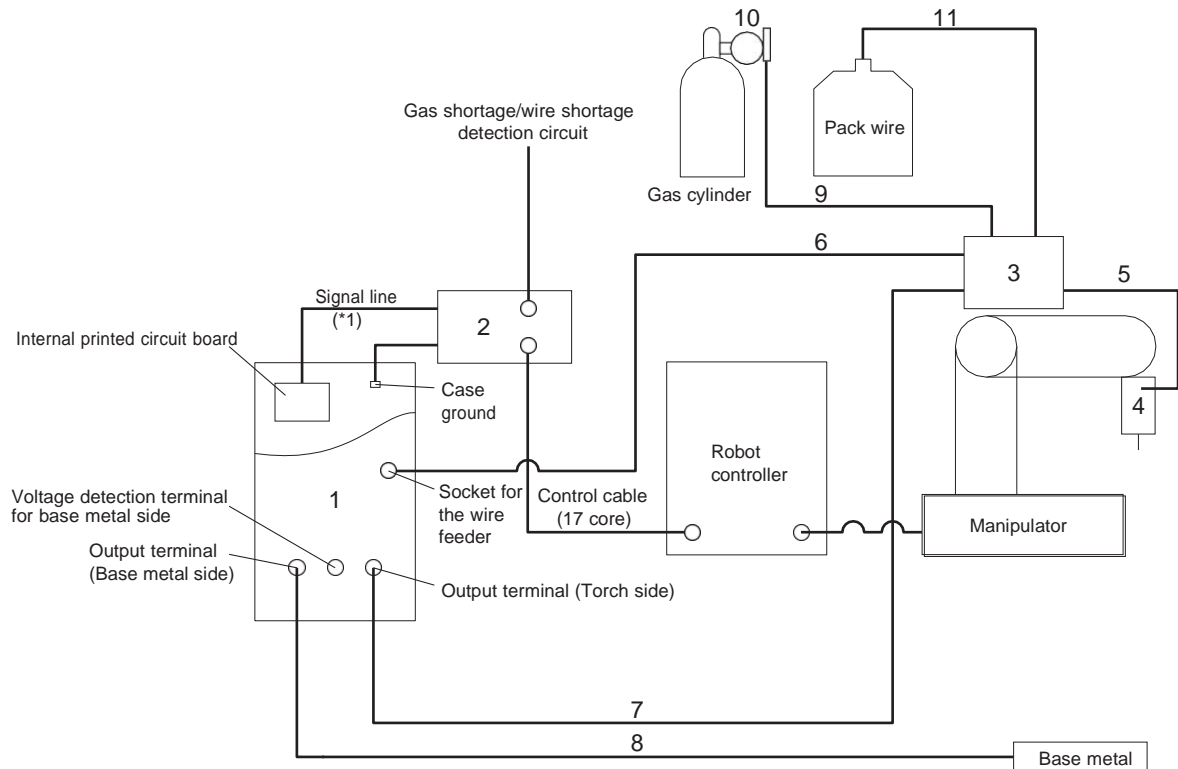 10
11
Gas shortage/wire shortage
detection circuit
Pack wire
Gas cylinder
9
6
3
5
Signal line
(*1)
2
Internal printed circuit board
Case
ground
4
Robot
controller
1
Socket for
the wire
feeder
Control cable
(17 core)
Voltage detection terminal
for base metal side
Manipulator
Output terminal
(Base metal side)
Output terminal (Torch side)
7
8
Base metal